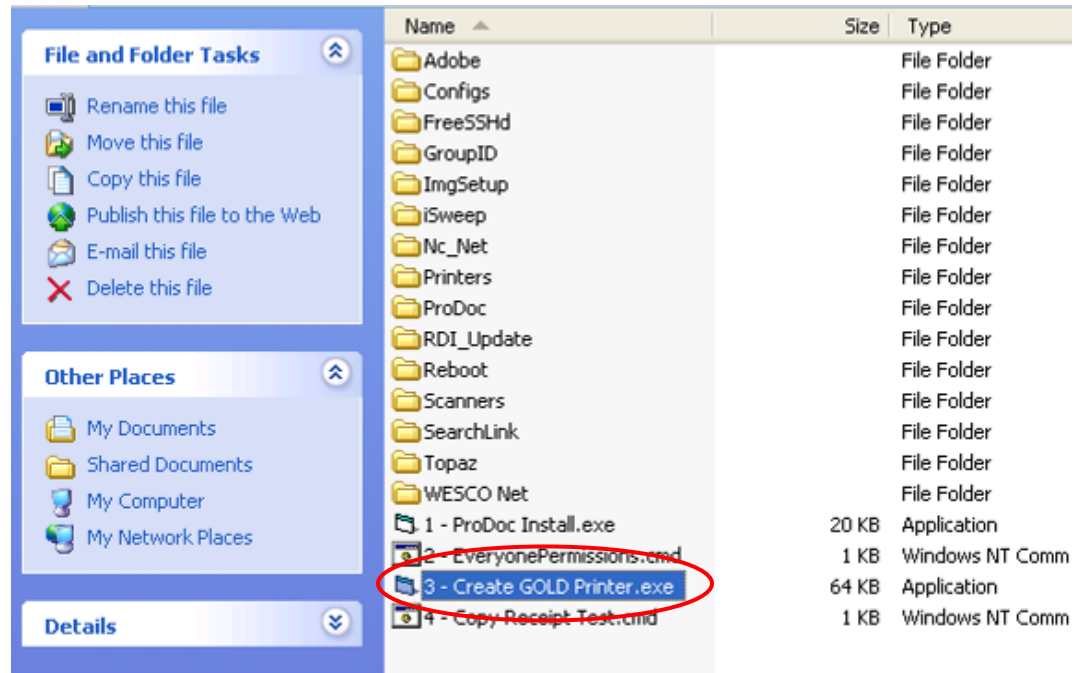 File and Folder Tasks
Rename this file
Move this file
Copy this file
Publish this file to the Web
E-mail this file
Delete this file
Other Places
My Documents
Shared Documents
My Computer
My Network Places
Details
Name Size Type
Adobe File Folder
Configs File Folder
FreeSSHd File Folder
GroupID File Folder
ImgSetup File Folder
iSweep File Folder
Nc_Net File Folder
Printers File Folder
ProDoc File Folder
RDI_Update File Folder
Reboot File Folder
Scanners File Folder
SearchLink File Folder
Topaz File Folder
WESCO Net File Folder
1 - ProDoc Install.exe 20 KB Application
2 - EveryonePermissions.cmd 1 KB Windows NT Comm
3 - Create GOLD Printer.exe 64 KB Application
4 - Copy Receipt Test.cmd 1 KB Windows NT Comm